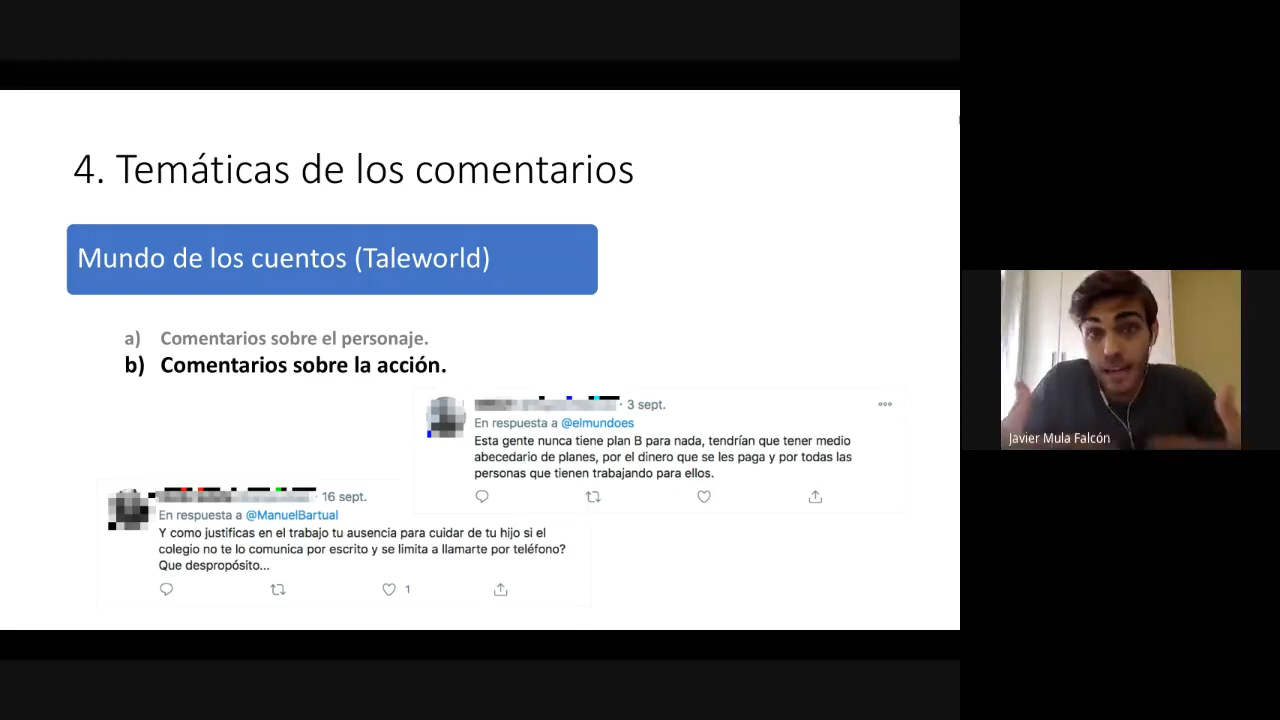 4. Temáticas de los comentarios
Mundo de los cuentos (Taleworld)
a) Comentarios sobre el personaje.
b) Comentarios sobre la acción.
· 3 sept.
En respuesta a @elmundoes
Esta gente nunca tiene plan B para nada, tendrían que tener medio
abecedario de planes, por el dinero que se les paga y por todas las
personas que tienen trabajando para ellos.
· 16 sept.
En respuesta a @ManuelBartual
Y como justificas en el trabajo tu ausencia para cuidar de tu hijo si el
colegio no te lo comunica por escrito y se limita a llamarte por teléfono?
Que despropósito...
1
Javier Mula Falcón